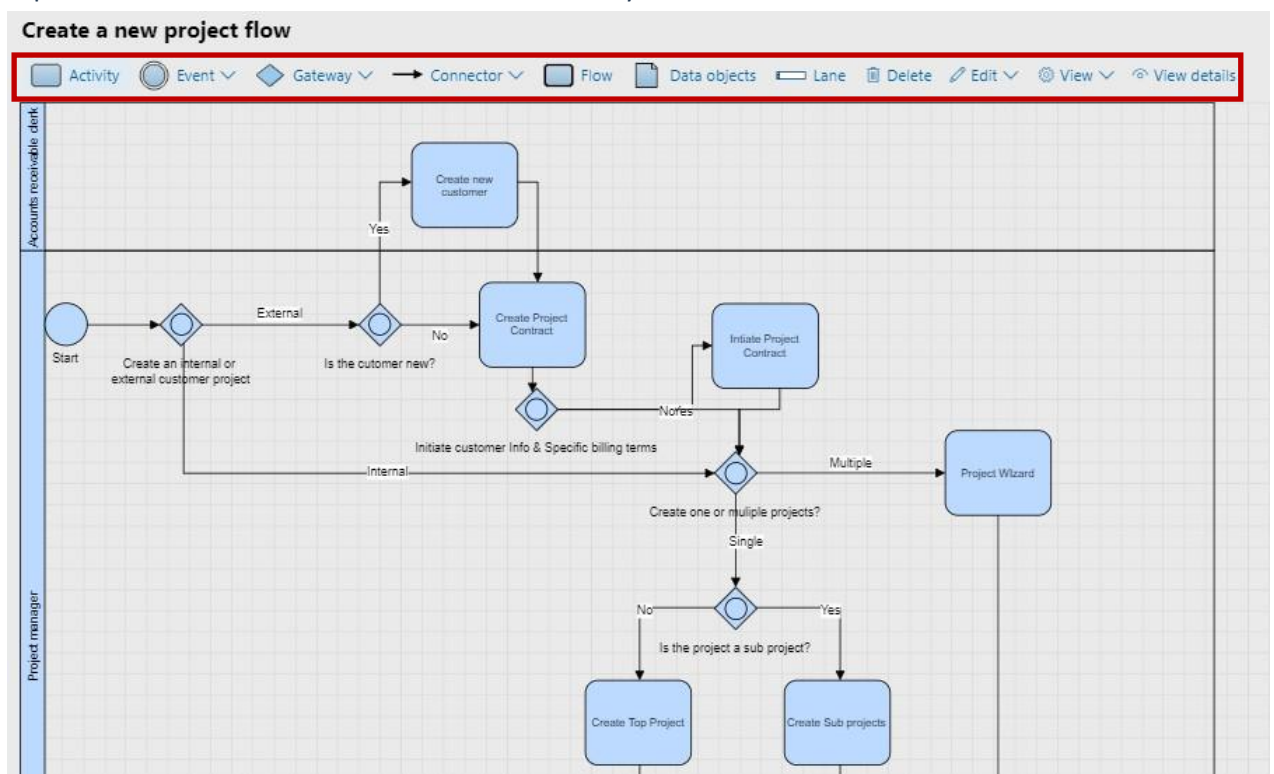 Create a new project flow
Activity Event Gateway Connector Flow Data objects Lane Delete Edit View View details
Accounts receivable clerk
Create new
customer
Yes
Project manager
Start
Create an internal or
external customer project
External
Is the cutomer new?
No
Create Project
Contract
Intiate Project
Contract
No
Yes
Initiate customer Info & Specific billing terms
Internal
Multiple
Project WIzard
Create one or muliple projects?
Single
No
Yes
Is the project a sub project?
Create Top Project
Create Sub projects